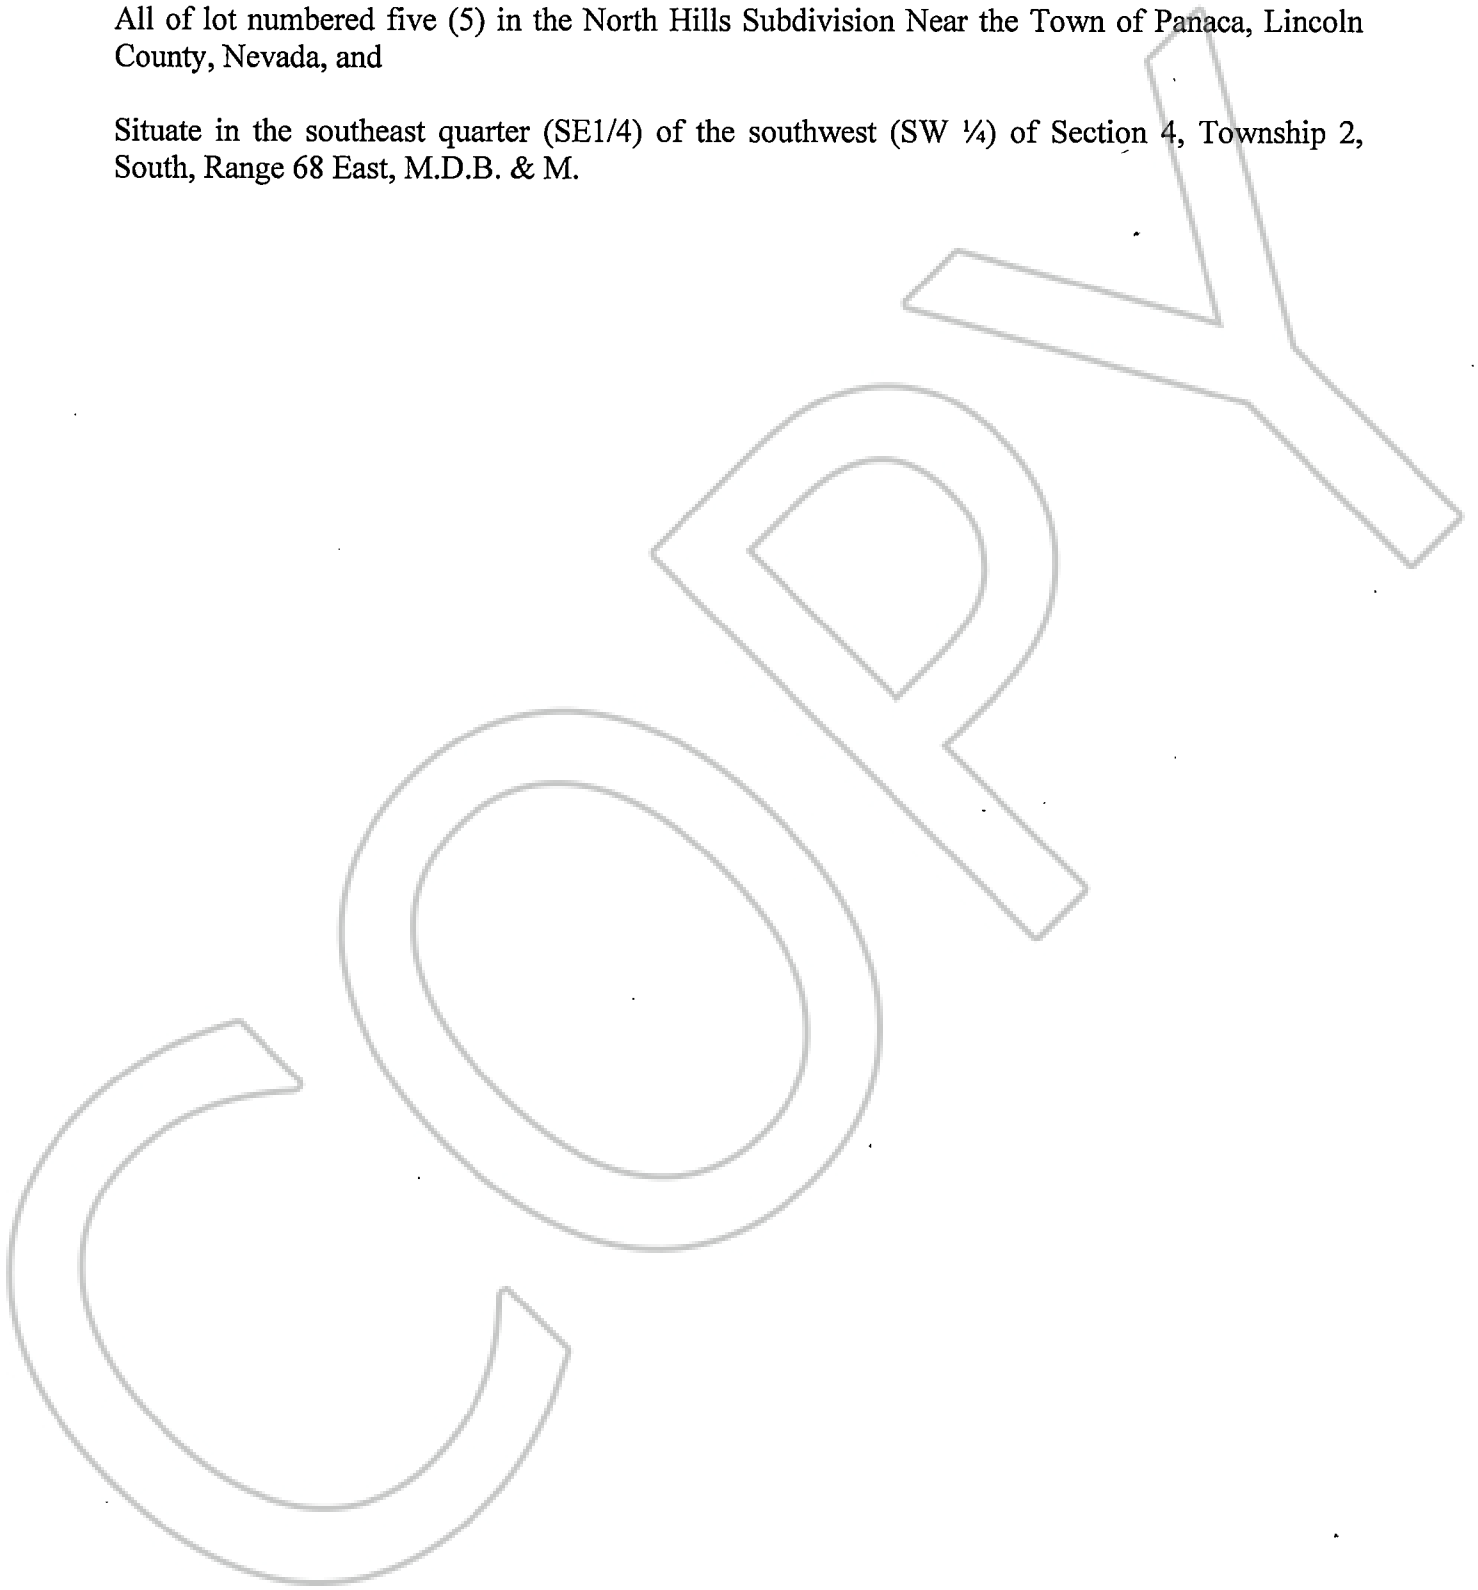 All of lot numbered five (5) in the North Hills Subdivision Near the Town of Panaca, Lincoln
County, Nevada, and
Situate in the southeast quarter (SE1/4) of the southwest (SW ¼) of Section 4, Township 2,
South, Range 68 East, M.D.B. & M.
COPY